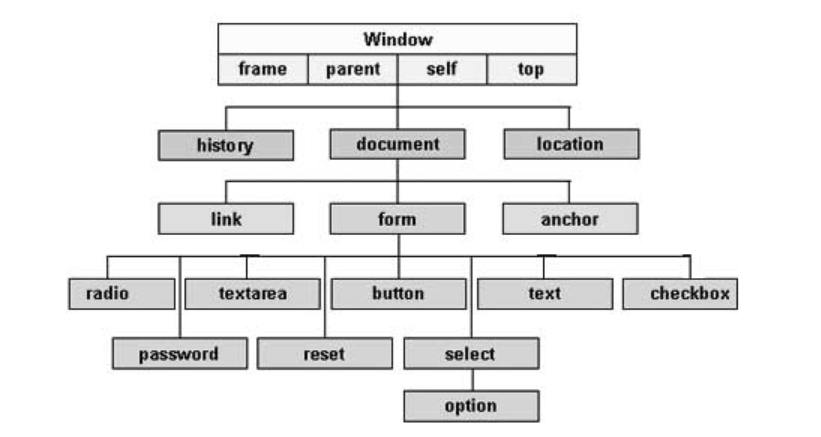 Window
frame parent self top
history document location
link form anchor
radio textarea button text checkbox
password reset select
option